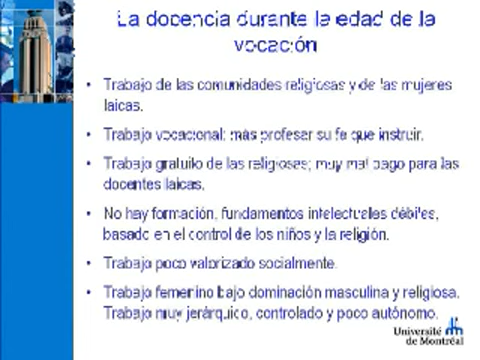 La docencia durante la edad de la
vocación
• Trabajo de las comunidades religiosas y de las mujeres
laicas.
• Trabajo vocacional: mas profesar su fe que instruir.
• Trabajo gratuito de las religiosas; muy mal pago para las
docentes laicas.
• No hay formación, fundamentos intelectuales débiles,
basado en el control de los niños y la religión.
• Trabajo poco valorizado socialmente.
• Trabajo femenino bajo dominación masculina y religiosa.
Trabajo muy jerárquico, controlado y poco autónomo.
Université
de Montréal